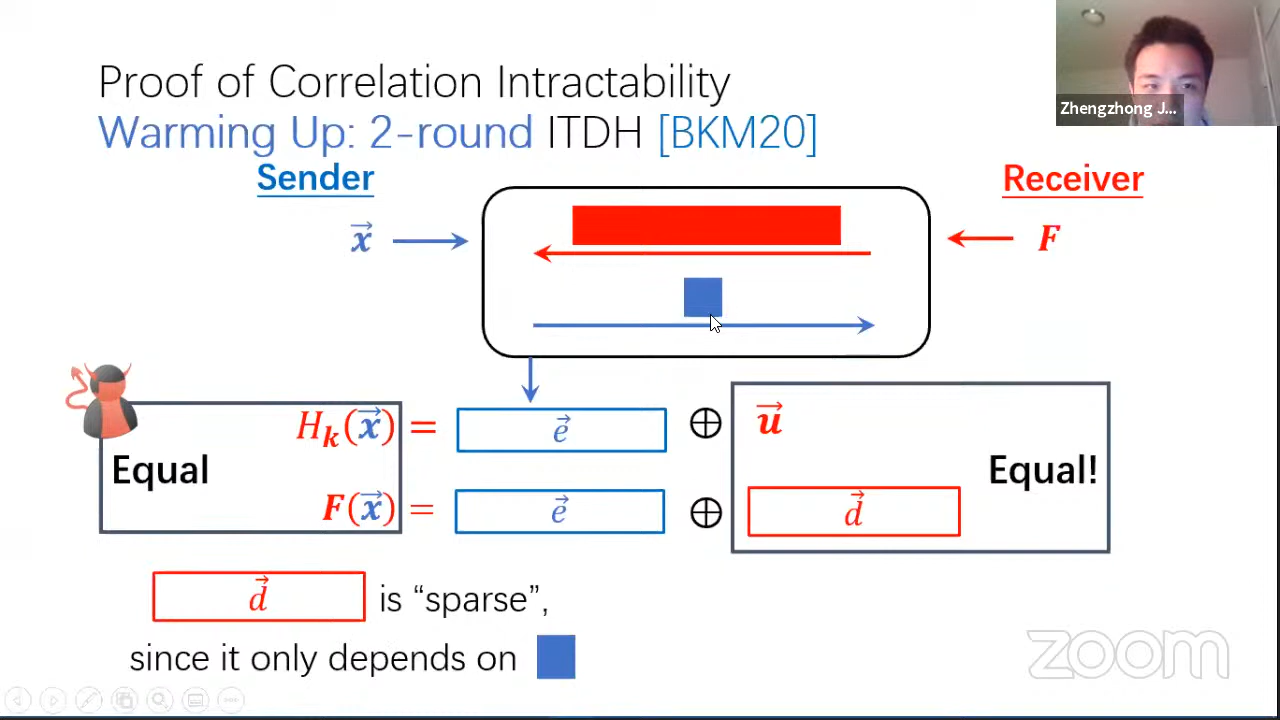 Proof of Correlation Intractability
Warming Up: 2-round ITDH [BKM20]
Zhengzhong J...
Sender
Receiver
x⃗
F
H_k(x⃗) = e⃗ ⊕ u⃗
Equal
Equal!
F(x⃗) = e⃗ ⊕ d⃗
d⃗ is “sparse”,
since it only depends on
zoom